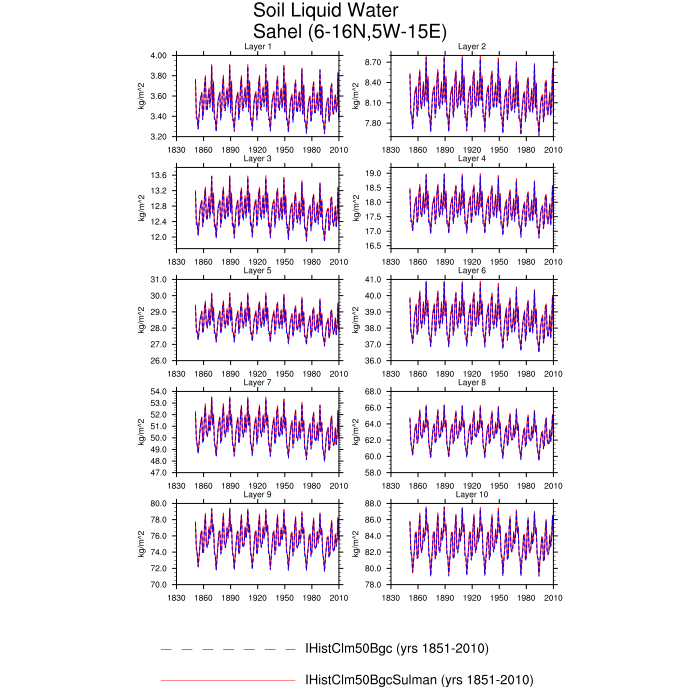 Soil Liquid Water
Sahel (6-16N,5W-15E)
Layer 1
4.00
3.80
3.60
3.40
3.20
kg/m^2
1830 1860 1890 1920 1950 1980 2010
Layer 2
8.70
8.40
8.10
7.80
kg/m^2
1830 1860 1890 1920 1950 1980 2010
Layer 3
13.6
13.2
12.8
12.4
12.0
kg/m^2
1830 1860 1890 1920 1950 1980 2010
Layer 4
19.0
18.5
18.0
17.5
17.0
16.5
kg/m^2
1830 1860 1890 1920 1950 1980 2010
Layer 5
31.0
30.0
29.0
28.0
27.0
26.0
kg/m^2
1830 1860 1890 1920 1950 1980 2010
Layer 6
41.0
40.0
39.0
38.0
37.0
36.0
kg/m^2
1830 1860 1890 1920 1950 1980 2010
Layer 7
54.0
53.0
52.0
51.0
50.0
49.0
48.0
47.0
kg/m^2
1830 1860 1890 1920 1950 1980 2010
Layer 8
68.0
66.0
64.0
62.0
60.0
58.0
kg/m^2
1830 1860 1890 1920 1950 1980 2010
Layer 9
80.0
78.0
76.0
74.0
72.0
70.0
kg/m^2
1830 1860 1890 1920 1950 1980 2010
Layer 10
88.0
86.0
84.0
82.0
80.0
78.0
kg/m^2
1830 1860 1890 1920 1950 1980 2010
IHistClm50Bgc (yrs 1851-2010)
IHistClm50BgcSulman (yrs 1851-2010)